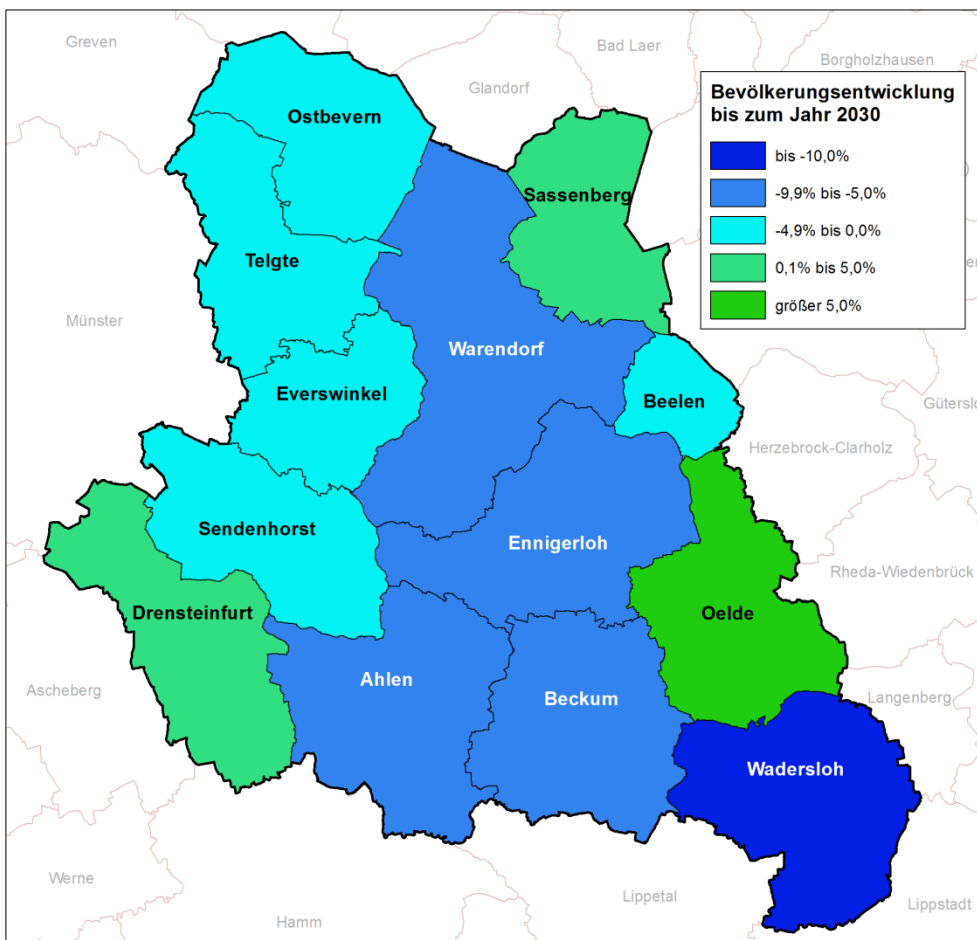 Greven
Bad Laer
Borgholzhausen
Glandorf
Bevölkerungsentwicklung
bis zum Jahr 2030
bis -10,0%
-9,9% bis -5,0%
-4,9% bis 0,0%
0,1% bis 5,0%
größer 5,0%
Ostbevern
Sassenberg
Telgte
Münster
Warendorf
Everswinkel
Beelen
Gütersl
Herzebrock-Clarholz
Sendenhorst
Ennigerloh
Rheda-Wiedenbrück
Drensteinfurt
Oelde
Ahlen
Ascheberg
Beckum
Langenberg
Wadersloh
Werne
Lippetal
Lippstadt
Hamm